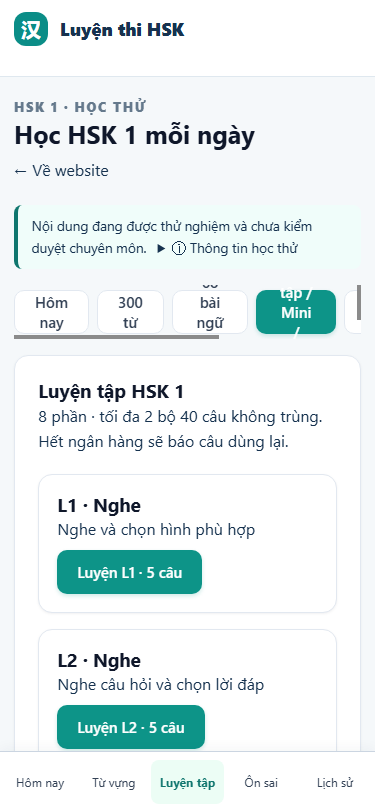 汉 Luyện thi HSK
HSK 1 · HỌC THỬ
Học HSK 1 mỗi ngày
← Về website
Nội dung đang được thử nghiệm và chưa kiểm
duyệt chuyên môn. ▶ ⓘ Thông tin học thử
Hôm
nay
300
từ
bài
ngữ
tập /
Mini
/
Luyện tập HSK 1
8 phần · tối đa 2 bộ 40 câu không trùng.
Hết ngân hàng sẽ báo câu dùng lại.
L1 · Nghe
Nghe và chọn hình phù hợp
Luyện L1 · 5 câu
L2 · Nghe
Nghe câu hỏi và chọn lời đáp
Luyện L2 · 5 câu
Hôm nay Từ vựng Luyện tập Ôn sai Lịch sử